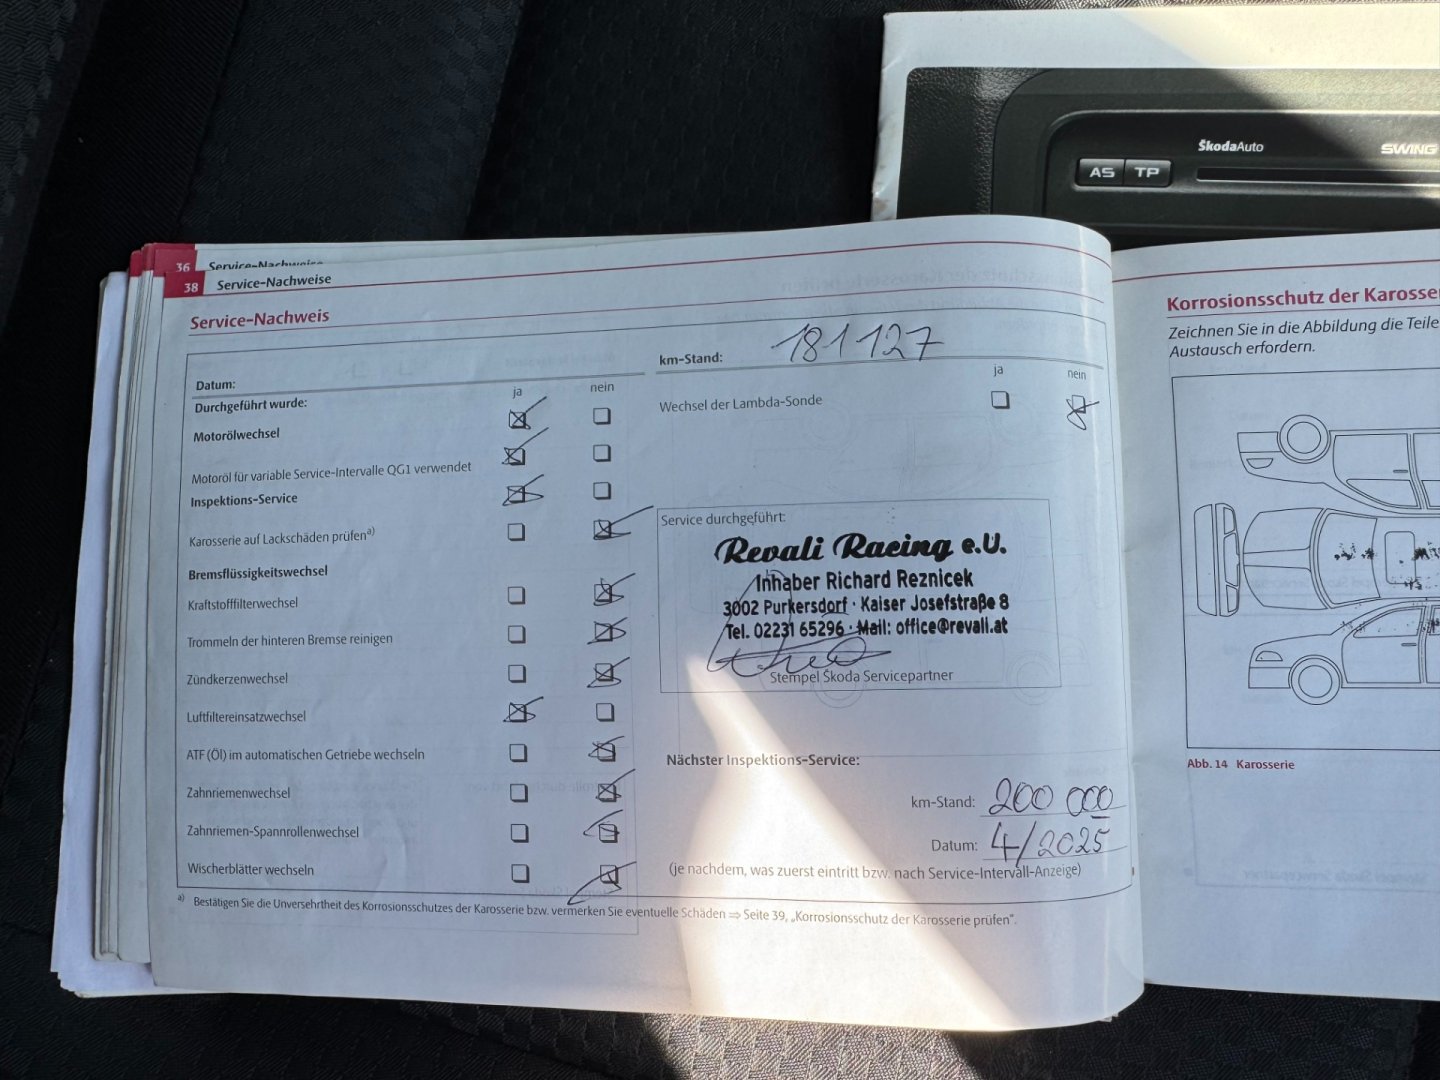 ŠkodaAuto
SWING
AS TP
36 Service-Nachweise
38 Service-Nachweise
Service-Nachweis
Datum:
km-Stand: 181127
Durchgeführt wurde:
ja nein
Motorölwechsel
Motoröl für variable Service-Intervalle QG1 verwendet
Inspektions-Service
Karosserie auf Lackschäden prüfen a)
Bremsflüssigkeitswechsel
Kraftstofffilterwechsel
Trommeln der hinteren Bremse reinigen
Zündkerzenwechsel
Luftfiltereinsatzwechsel
ATF (Öl) im automatischen Getriebe wechseln
Zahnriemenwechsel
Zahnriemen-Spannrollenwechsel
Wischerblätter wechseln
ja nein
Wechsel der Lambda-Sonde
Service durchgeführt:
Revali Racing e.U.
Inhaber Richard Reznicek
3002 Purkersdorf · Kaiser Josefstraße 8
Tel. 02231 65296 · Mail: office@revali.at
Stempel Škoda Servicepartner
Nächster Inspektions-Service:
km-Stand: 200 000
Datum: 4/2025
(je nachdem, was zuerst eintritt bzw. nach Service-Intervall-Anzeige)
a) Bestätigen Sie die Unversehrtheit des Korrosionsschutzes der Karosserie bzw. vermerken Sie eventuelle Schäden ⇒ Seite 39, „Korrosionsschutz der Karosserie prüfen“.
Korrosionsschutz der Karosse
Zeichnen Sie in die Abbildung die Teile
Austausch erfordern.
Abb. 14 Karosserie